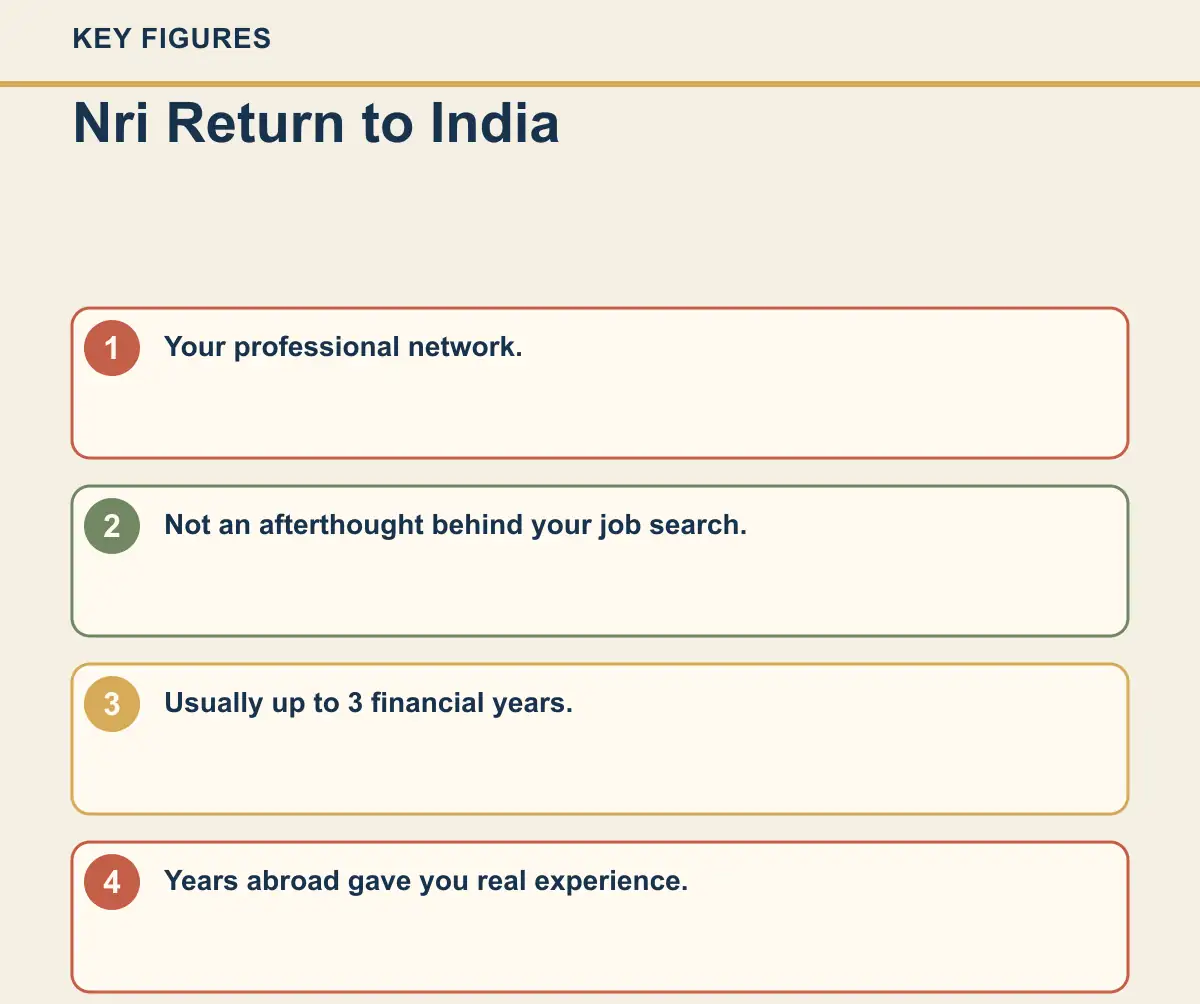 KEY FIGURES
Nri Return to India
1 Your professional network.
2 Not an afterthought behind your job search.
3 Usually up to 3 financial years.
4 Years abroad gave you real experience.